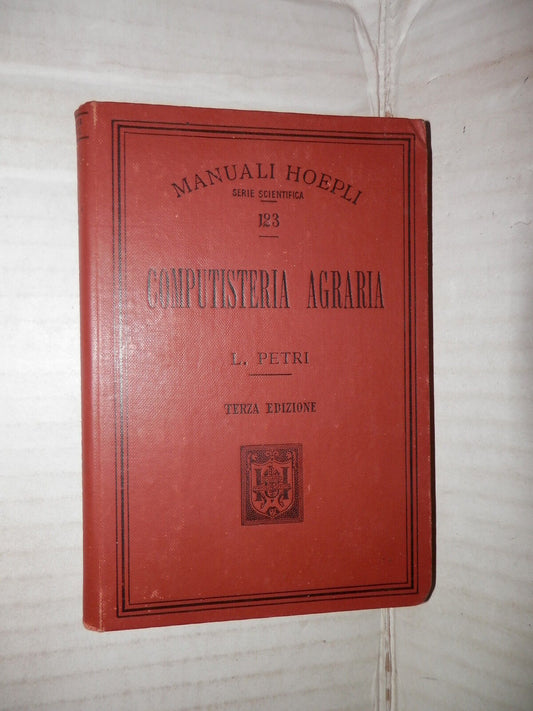 MANUALI HOEPLI
SERIE SCIENTIFICA
123
COMPUTISTERIA AGRARIA
L. PETRI
TERZA EDIZIONE